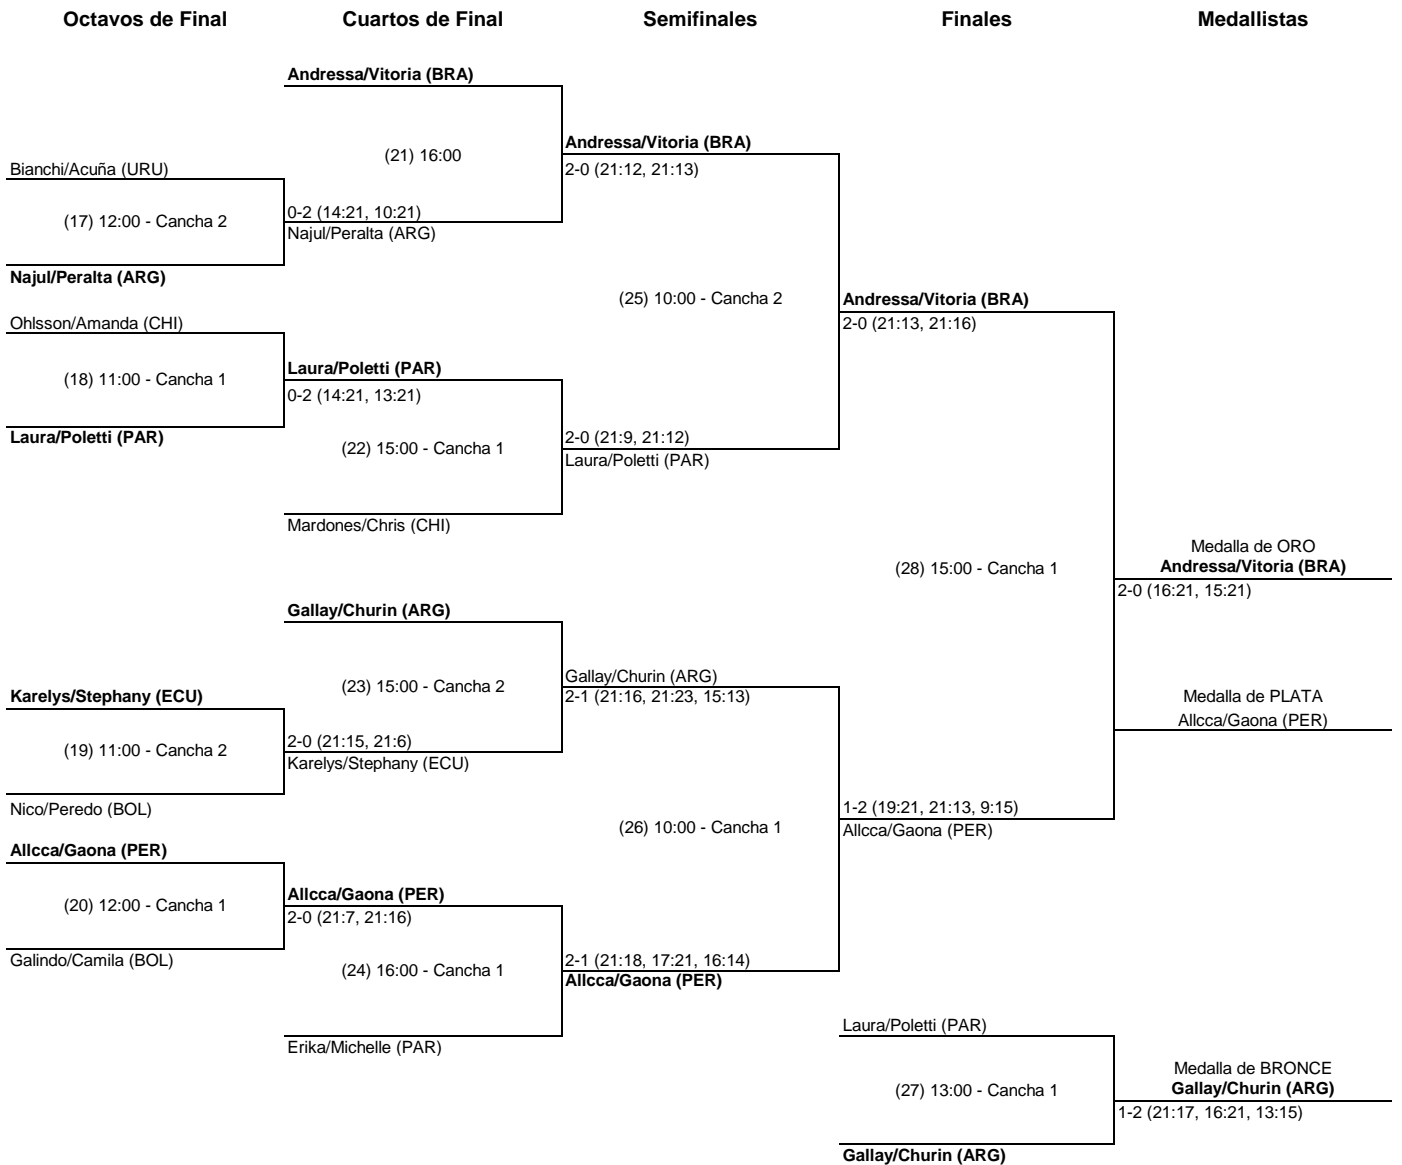 Octavos de Final
Cuartos de Final
Semifinales
Finales
Medallistas
Andressa/Vitoria (BRA)
(21) 16:00
Andressa/Vitoria (BRA)
2-0 (21:12, 21:13)
Bianchi/Acuña (URU)
(17) 12:00 - Cancha 2
0-2 (14:21, 10:21)
Najul/Peralta (ARG)
Najul/Peralta (ARG)
(25) 10:00 - Cancha 2
Andressa/Vitoria (BRA)
2-0 (21:13, 21:16)
Ohlsson/Amanda (CHI)
(18) 11:00 - Cancha 1
Laura/Poletti (PAR)
0-2 (14:21, 13:21)
Laura/Poletti (PAR)
(22) 15:00 - Cancha 1
2-0 (21:9, 21:12)
Laura/Poletti (PAR)
Mardones/Chris (CHI)
(28) 15:00 - Cancha 1
Medalla de ORO
Andressa/Vitoria (BRA)
2-0 (16:21, 15:21)
Gallay/Churin (ARG)
(23) 15:00 - Cancha 2
Gallay/Churin (ARG)
2-1 (21:16, 21:23, 15:13)
Karelys/Stephany (ECU)
(19) 11:00 - Cancha 2
2-0 (21:15, 21:6)
Karelys/Stephany (ECU)
Medalla de PLATA
Allcca/Gaona (PER)
Nico/Peredo (BOL)
(26) 10:00 - Cancha 1
1-2 (19:21, 21:13, 9:15)
Allcca/Gaona (PER)
Allcca/Gaona (PER)
(20) 12:00 - Cancha 1
Allcca/Gaona (PER)
2-0 (21:7, 21:16)
Galindo/Camila (BOL)
(24) 16:00 - Cancha 1
2-1 (21:18, 17:21, 16:14)
Allcca/Gaona (PER)
Erika/Michelle (PAR)
Laura/Poletti (PAR)
(27) 13:00 - Cancha 1
Medalla de BRONCE
Gallay/Churin (ARG)
1-2 (21:17, 16:21, 13:15)
Gallay/Churin (ARG)